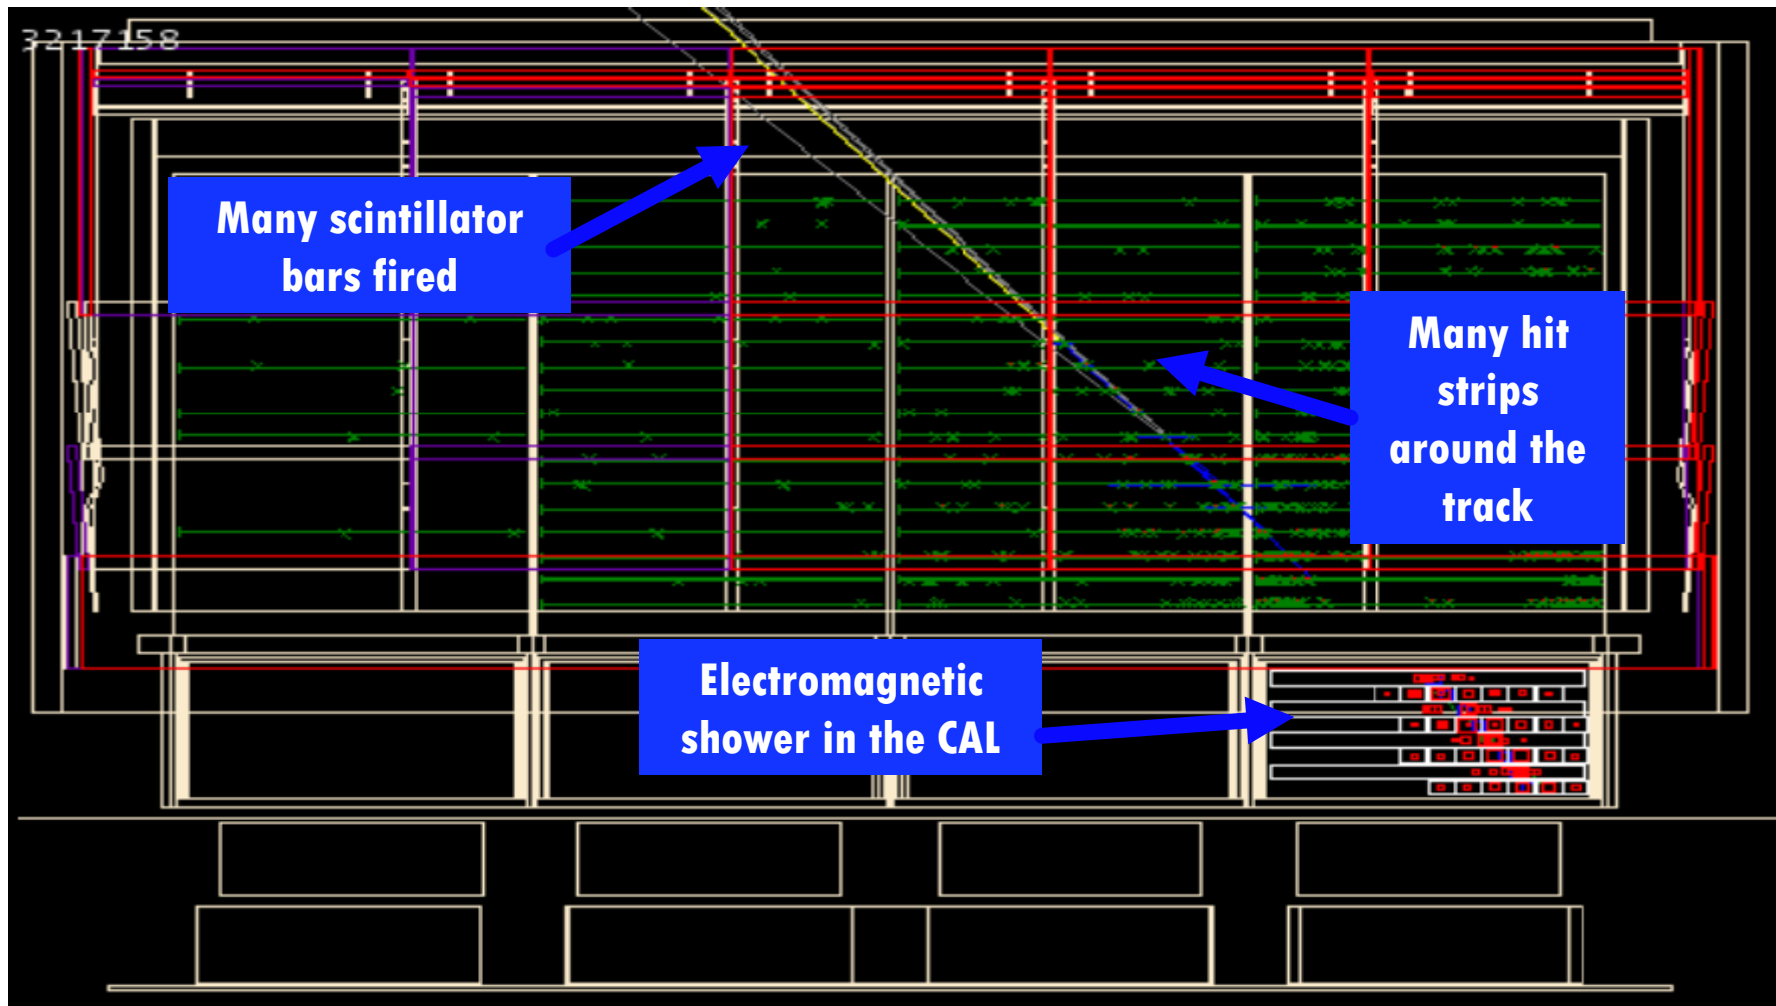 3217158
Many scintillator
bars fired
Many hit
strips
around the
track
Electromagnetic
shower in the CAL